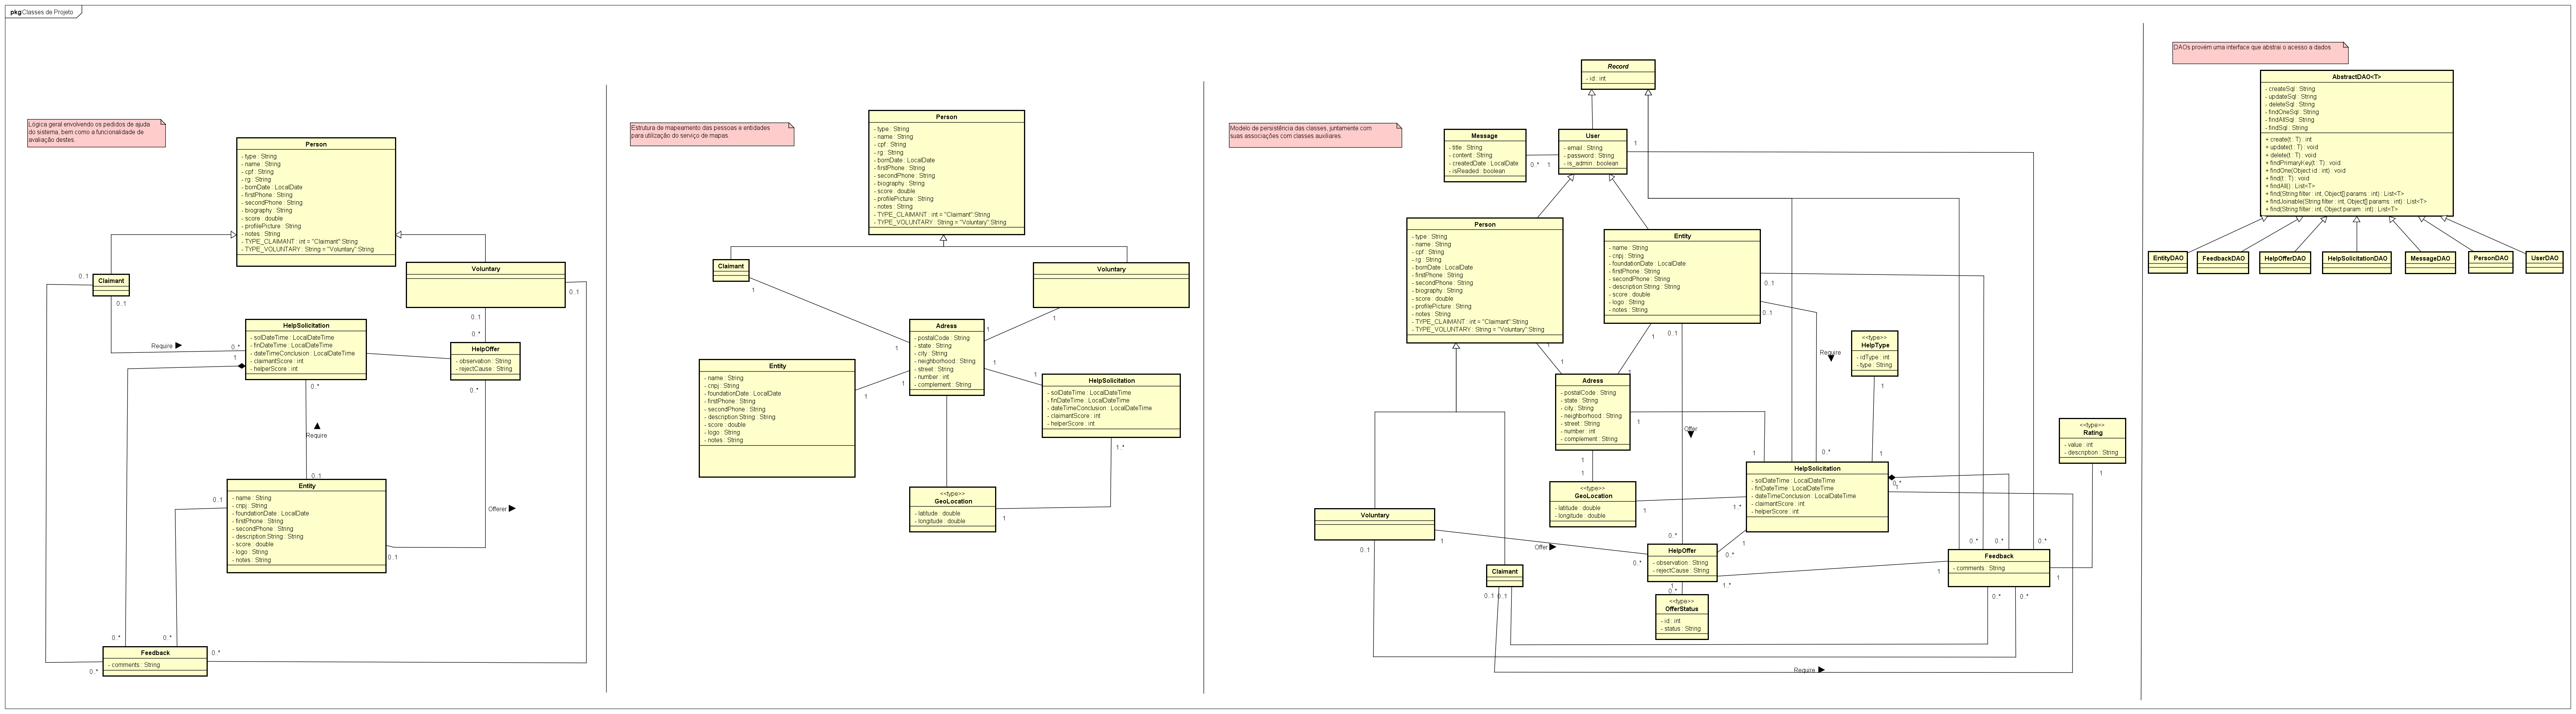 pkg Classes de Projeto
Lógica geral envolvendo os pedidos de ajuda
do sistema, bem como a funcionalidade de
avaliação destes.
Person
- type : String
- name : String
- cpf : String
- rg : String
- bornDate : LocalDate
- firstPhone : String
- secondPhone : String
- biography : String
- score : double
- profilePicture : String
- notes : String
- TYPE_CLAIMANT : int = "Claimant":String
- TYPE_VOLUNTARY : String = "Voluntary":String
Claimant
0..1
0..1
Voluntary
0..1
0..1
HelpSolicitation
- solDateTime : LocalDateTime
- finDateTime : LocalDateTime
- dateTimeConclusion : LocalDateTime
- claimantScore : int
- helperScore : int
Require
0..*
1
0..*
HelpOffer
- observation : String
- rejectCause : String
0..*
0..*
Require
0..1
Entity
- name : String
- cnpj : String
- foundationDate : LocalDate
- firstPhone : String
- secondPhone : String
- description:String : String
- score : double
- logo : String
- notes : String
0..1
0..1
Offerer
Feedback
- comments : String
0..*
0..*
0..*
0..*
Estrutura de mapeamento das pessoas e entidades
para utilização do serviço de mapas
Person
- type : String
- name : String
- cpf : String
- rg : String
- bornDate : LocalDate
- firstPhone : String
- secondPhone : String
- biography : String
- score : double
- profilePicture : String
- notes : String
- TYPE_CLAIMANT : int = "Claimant":String
- TYPE_VOLUNTARY : String = "Voluntary":String
Claimant
1
Voluntary
1
Adress
- postalCode : String
- state : String
- city : String
- neighborhood : String
- street : String
- number : int
- complement : String
1
1
1
1
Entity
- name : String
- cnpj : String
- foundationDate : LocalDate
- firstPhone : String
- secondPhone : String
- description:String : String
- score : double
- logo : String
- notes : String
1
HelpSolicitation
- solDateTime : LocalDateTime
- finDateTime : LocalDateTime
- dateTimeConclusion : LocalDateTime
- claimantScore : int
- helperScore : int
1
1..*
<<type>>
GeoLocation
- latitude : double
- longitude : double
1
Modelo de persistência das classes, juntamente com
suas associações com classes auxiliares.
Record
- id : int
Message
- title : String
- content : String
- createdDate : LocalDate
- isReaded : boolean
0..*
1
User
- email : String
- password : String
- is_admin : boolean
1
Person
- type : String
- name : String
- cpf : String
- rg : String
- bornDate : LocalDate
- firstPhone : String
- secondPhone : String
- biography : String
- score : double
- profilePicture : String
- notes : String
- TYPE_CLAIMANT : int = "Claimant":String
- TYPE_VOLUNTARY : String = "Voluntary":String
1
Entity
- name : String
- cnpj : String
- foundationDate : LocalDate
- firstPhone : String
- secondPhone : String
- description:String : String
- score : double
- logo : String
- notes : String
0..1
0..1
1
0..1
Require
<<type>>
HelpType
- idType : int
- type : String
1
Adress
- postalCode : String
- state : String
- city : String
- neighborhood : String
- street : String
- number : int
- complement : String
1
1
1
1
Offer
<<type>>
Rating
- value : int
- description : String
1
HelpSolicitation
- solDateTime : LocalDateTime
- finDateTime : LocalDateTime
- dateTimeConclusion : LocalDateTime
- claimantScore : int
- helperScore : int
1
0..*
1
0..*
1
1..*
1
1
<<type>>
GeoLocation
- latitude : double
- longitude : double
1
Voluntary
1
0..1
Offer
0..*
0..*
0..*
HelpOffer
- observation : String
- rejectCause : String
1
1..*
0..*
<<type>>
OfferStatus
- id : int
- status : String
Claimant
0..1
0..1
Feedback
- comments : String
0..*
0..*
0..*
1
1
0..*
0..*
Require
DAOs provém uma interface que abstrai o acesso a dados
AbstractDAO<T>
- createSql : String
- updateSql : String
- deleteSql : String
- findOneSql : String
- findAllSql : String
- findSql : String
+ create(t : T) : int
+ update(t : T) : void
+ delete(t : T) : void
+ findPrimaryKey(t : T) : void
+ findOne(Object id : int) : void
+ find(t : T) : void
+ findAll() : List<T>
+ find(String filter : int, Object[] params : int) : List<T>
+ findJoinable(String filter : int, Object[] params : int) : List<T>
+ find(String filter : int, Object param : int) : List<T>
EntityDAO
FeedbackDAO
HelpOfferDAO
HelpSolicitationDAO
MessageDAO
PersonDAO
UserDAO